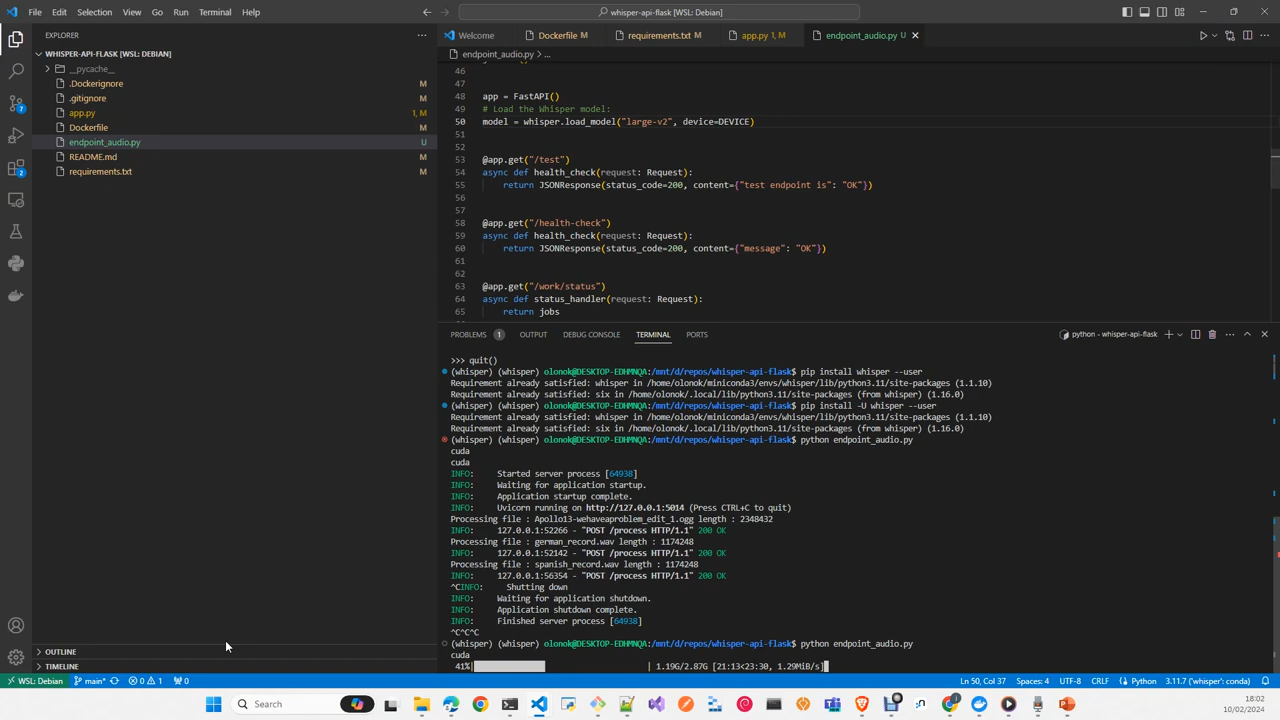 File Edit Selection View Go Run Terminal Help
whisper-api-flask [WSL: Debian]
EXPLORER
WHISPER-API-FLASK [WSL: DEBIAN]
__pycache__
.Dockerignore M
.gitignore M
app.py 1, M
Dockerfile M
endpoint_audio.py U
README.md M
requirements.txt M
OUTLINE
TIMELINE
7
2
Welcome Dockerfile M requirements.txt M app.py 1, M endpoint_audio.py U
endpoint_audio.py > ...
46
47
48 app = FastAPI()
49 # Load the Whisper model:
50 model = whisper.load_model("large-v2", device=DEVICE)
51
52
53 @app.get("/test")
54 async def health_check(request: Request):
55 return JSONResponse(status_code=200, content={"test endpoint is": "OK"})
56
57
58 @app.get("/health-check")
59 async def health_check(request: Request):
60 return JSONResponse(status_code=200, content={"message": "OK"})
61
62
63 @app.get("/work/status")
64 async def status_handler(request: Request):
65 return jobs
PROBLEMS 1 OUTPUT DEBUG CONSOLE TERMINAL PORTS
python - whisper-api-flask
>>> quit()
(whisper) (whisper) olonok@DESKTOP-EDHMNQA:/mnt/d/repos/whisper-api-flask$ pip install whisper --user
Requirement already satisfied: whisper in /home/olonok/miniconda3/envs/whisper/lib/python3.11/site-packages (1.1.10)
Requirement already satisfied: six in /home/olonok/.local/lib/python3.11/site-packages (from whisper) (1.16.0)
(whisper) (whisper) olonok@DESKTOP-EDHMNQA:/mnt/d/repos/whisper-api-flask$ pip install -U whisper --user
Requirement already satisfied: whisper in /home/olonok/miniconda3/envs/whisper/lib/python3.11/site-packages (1.1.10)
Requirement already satisfied: six in /home/olonok/.local/lib/python3.11/site-packages (from whisper) (1.16.0)
(whisper) (whisper) olonok@DESKTOP-EDHMNQA:/mnt/d/repos/whisper-api-flask$ python endpoint_audio.py
cuda
cuda
INFO: Started server process [64938]
INFO: Waiting for application startup.
INFO: Application startup complete.
INFO: Uvicorn running on http://127.0.0.1:5014 (Press CTRL+C to quit)
Processing file : Apollo13-wehaveaproblem_edit_1.ogg length : 2348432
INFO: 127.0.0.1:52266 - "POST /process HTTP/1.1" 200 OK
Processing file : german_record.wav length : 1174248
INFO: 127.0.0.1:52142 - "POST /process HTTP/1.1" 200 OK
Processing file : spanish_record.wav length : 1174248
INFO: 127.0.0.1:56354 - "POST /process HTTP/1.1" 200 OK
^CINFO: Shutting down
INFO: Waiting for application shutdown.
INFO: Application shutdown complete.
INFO: Finished server process [64938]
^C^C^C
(whisper) (whisper) olonok@DESKTOP-EDHMNQA:/mnt/d/repos/whisper-api-flask$ python endpoint_audio.py
cuda
41%| | 1.19G/2.87G [21:13<23:30, 1.29MiB/s]
WSL: Debian main* 0 1 0 Ln 50, Col 37 Spaces: 4 UTF-8 CRLF Python 3.11.7 ('whisper': conda)
Search
18:02
10/02/2024